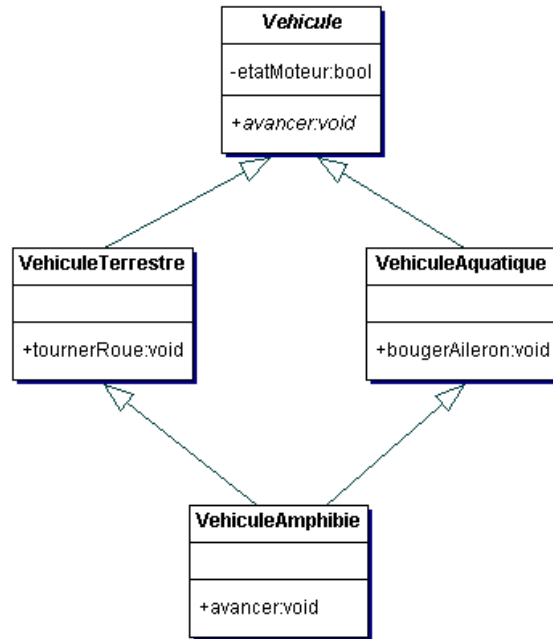 Vehicule
-etatMoteur:bool
+avancer:void
VehiculeTerrestre
+tournerRoue:void
VehiculeAquatique
+bougerAileron:void
VehiculeAmphibie
+avancer:void